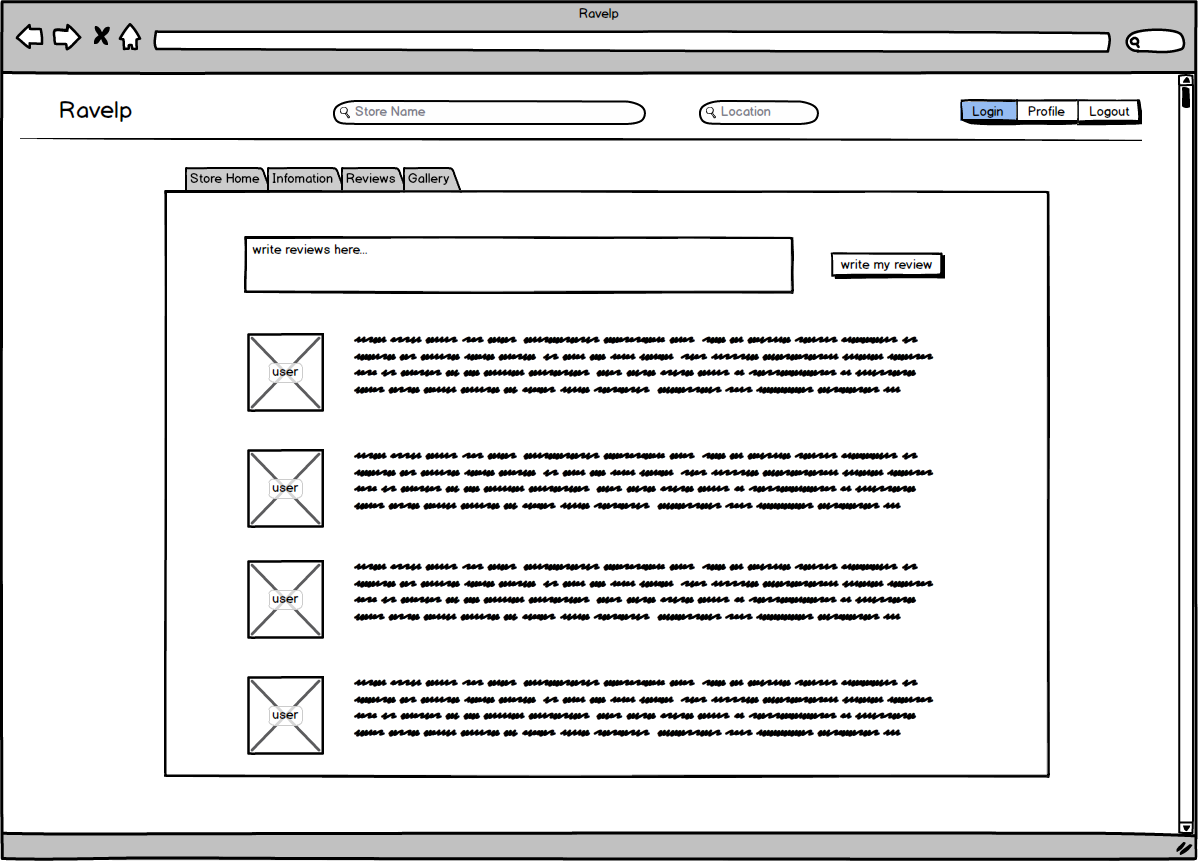 Ravelp
Ravelp
Store Name
Location
Login Profile Logout
Store Home Infomation Reviews Gallery
write reviews here...
write my review
user
user
user
user